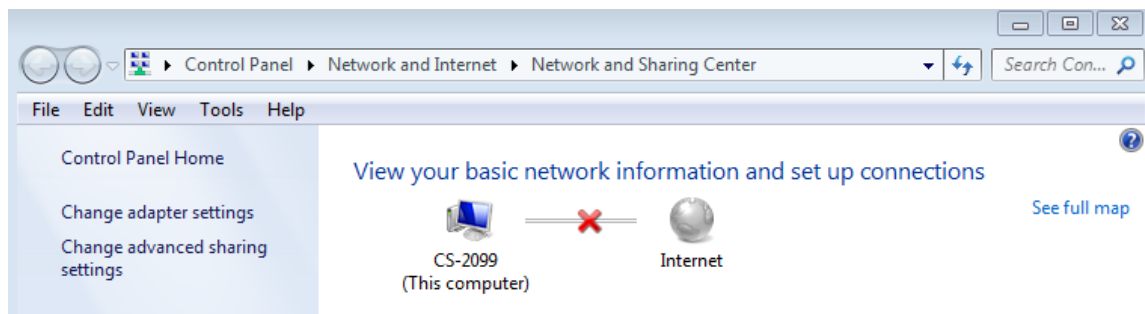 Control Panel Network and Internet Network and Sharing Center Search Con...
File Edit View Tools Help
Control Panel Home
Change adapter settings
Change advanced sharing
settings
View your basic network information and set up connections
See full map
CS-2099
(This computer)
Internet